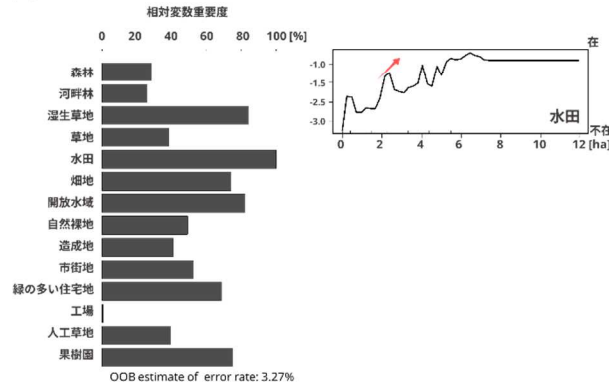 相対変数重要度
0 20 40 60 80 100 [%]
森林
河畔林
湿生草地
草地
水田
畑地
開放水域
自然裸地
造成地
市街地
緑の多い住宅地
工場
人工草地
果樹園
OOB estimate of error rate: 3.27%
在
-1.0
-1.5
-2.5
-3.0
水田
不在
0 2 4 6 8 10 12 [ha]